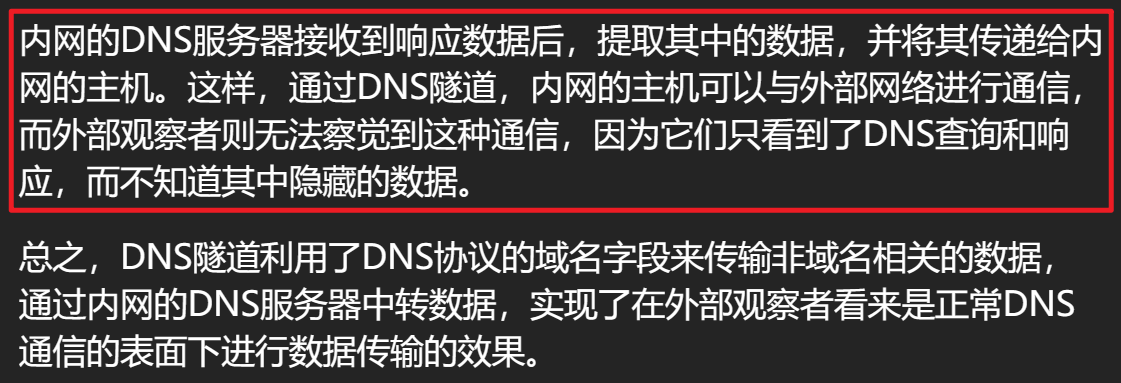 内网的DNS服务器接收到响应数据后，提取其中的数据，并将其传递给内
网的主机。这样，通过DNS隧道，内网的主机可以与外部网络进行通信，
而外部观察者则无法察觉到这种通信，因为它们只看到了DNS查询和响
应，而不知道其中隐藏的数据。
总之，DNS隧道利用了DNS协议的域名字段来传输非域名相关的数据，
通过内网的DNS服务器中转数据，实现了在外部观察者看来是正常DNS
通信的表面下进行数据传输的效果。